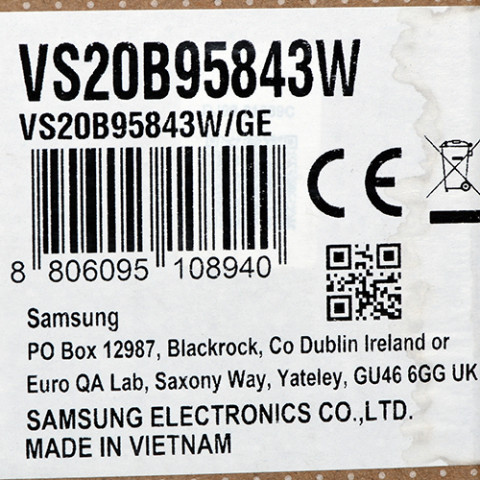 VS20B95843W
VS20B95843W/GE
CE
8 806095 108940
Samsung
PO Box 12987, Blackrock, Co Dublin Ireland or
Euro QA Lab, Saxony Way, Yateley, GU46 6GG UK
SAMSUNG ELECTRONICS CO.,LTD.
MADE IN VIETNAM